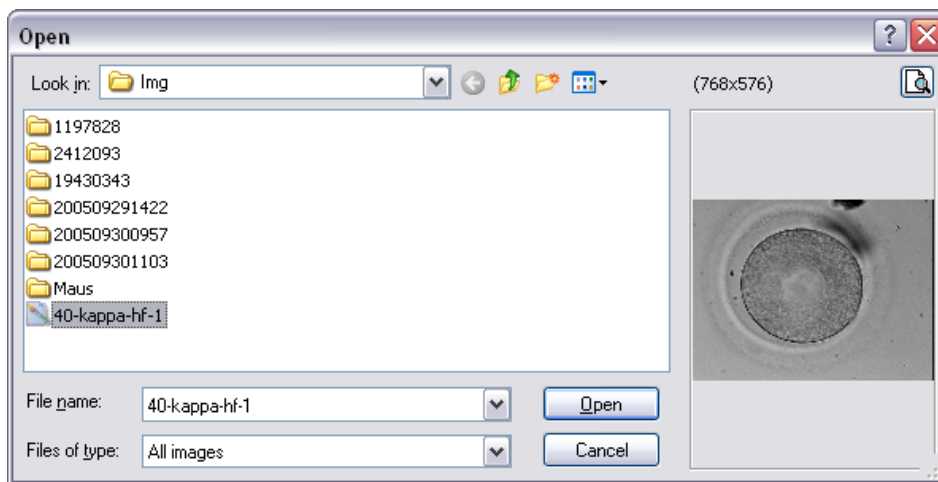 Open
Look in: Img
(768x576)
1197828
2412093
19430343
200509291422
200509300957
200509301103
Maus
40-kappa-hf-1
File name: 40-kappa-hf-1
Open
Files of type: All images
Cancel